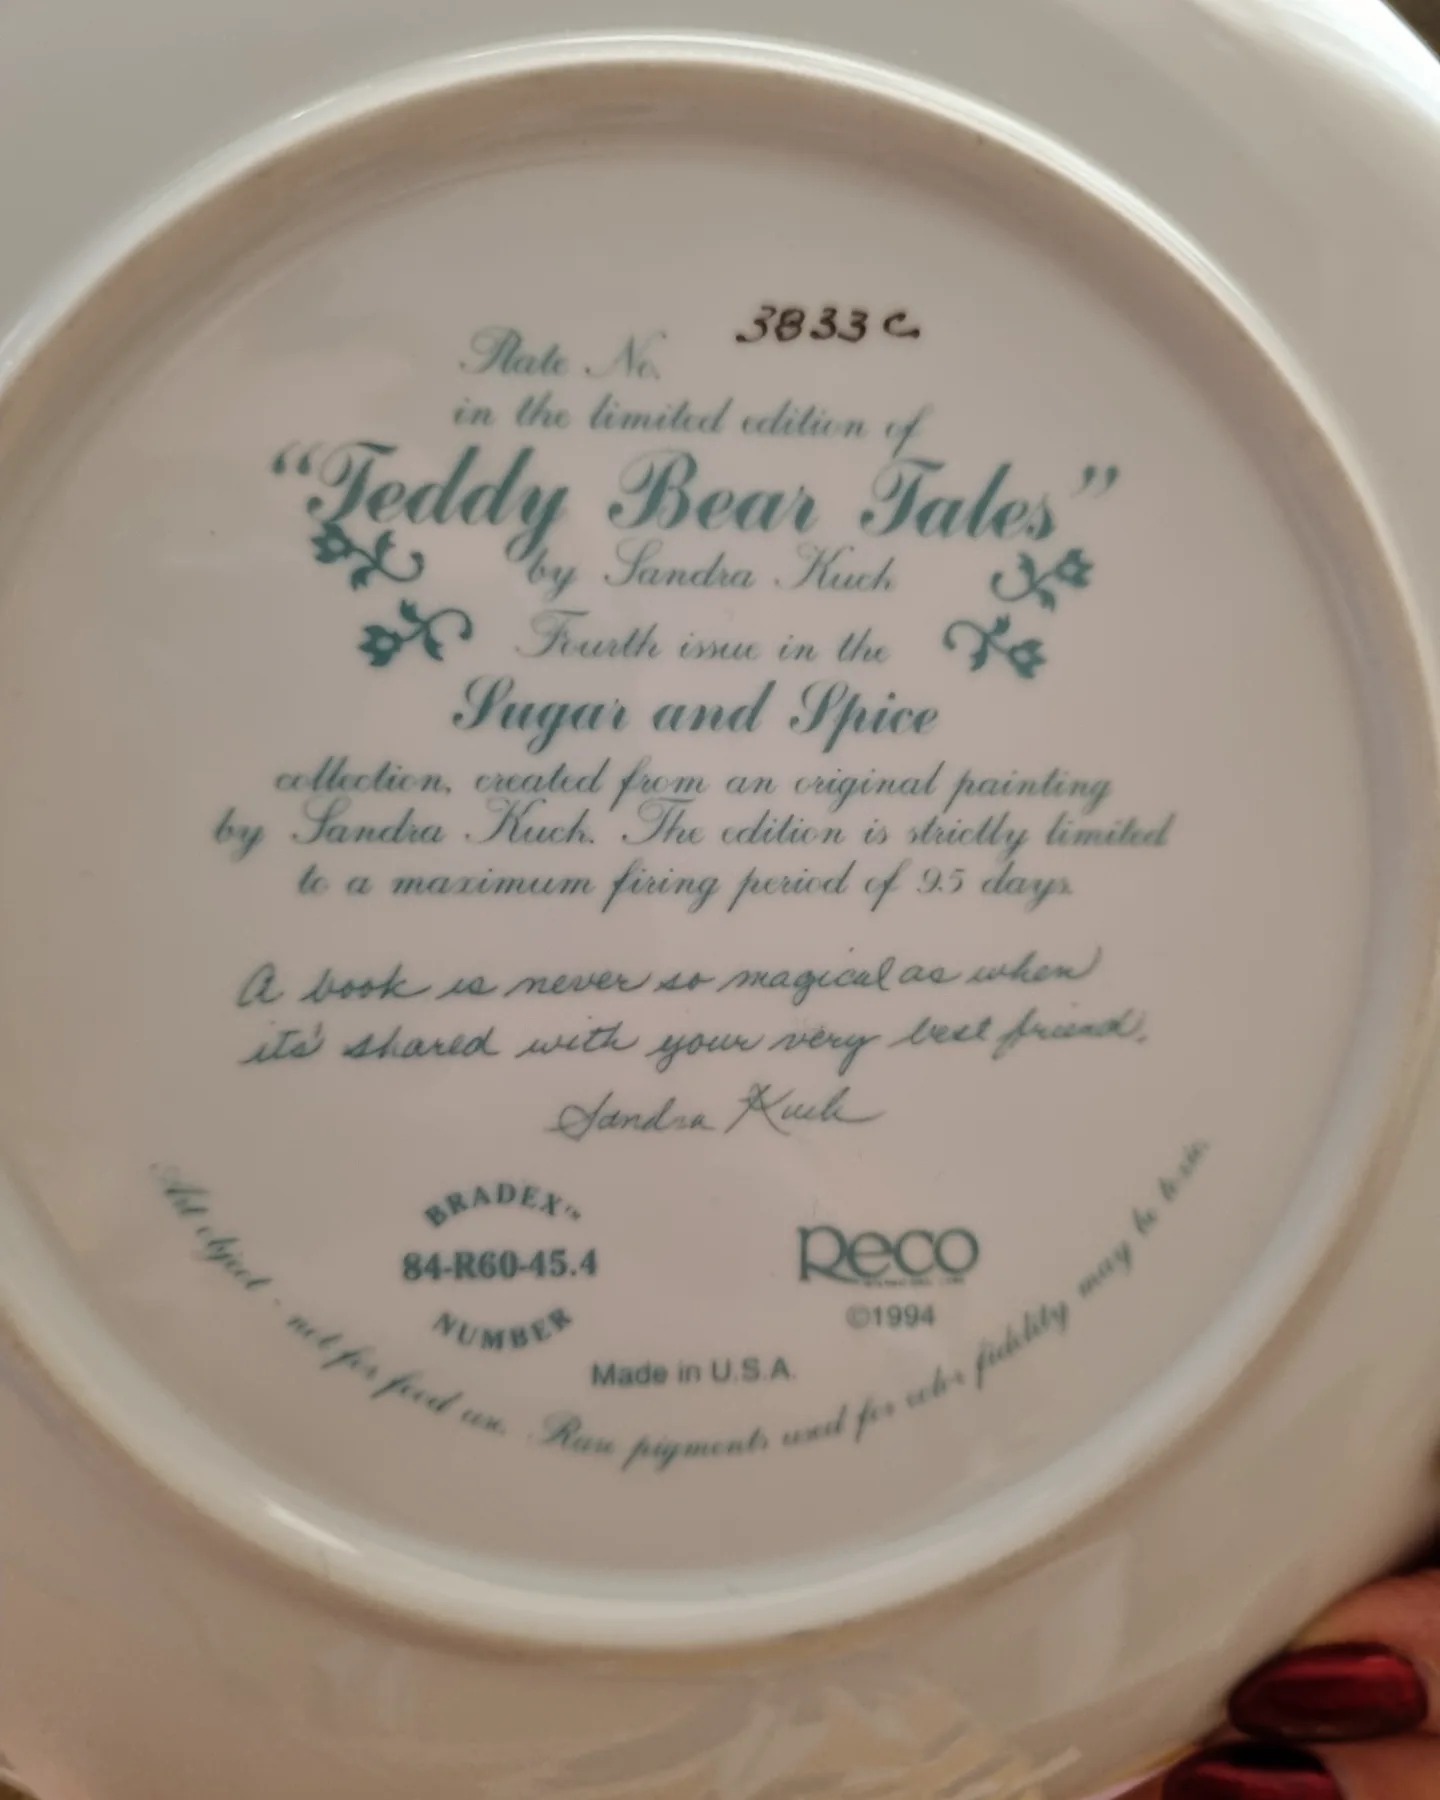 3833C
Plate No.
in the limited edition of
“Teddy Bear Tales”
by Sandra Kuck
Fourth issue in the
Sugar and Spice
collection, created from an original painting
by Sandra Kuck. The edition is strictly limited
to a maximum firing period of 95 days.
A book is never so magical as when
it's shared with your very best friend.
Sandra Kuck
BRADEX™
84-R60-45.4
NUMBER
Reco
©1994
Made in U.S.A.
Art object - not for food use. Rare pigments used for color fidelity may be toxic.